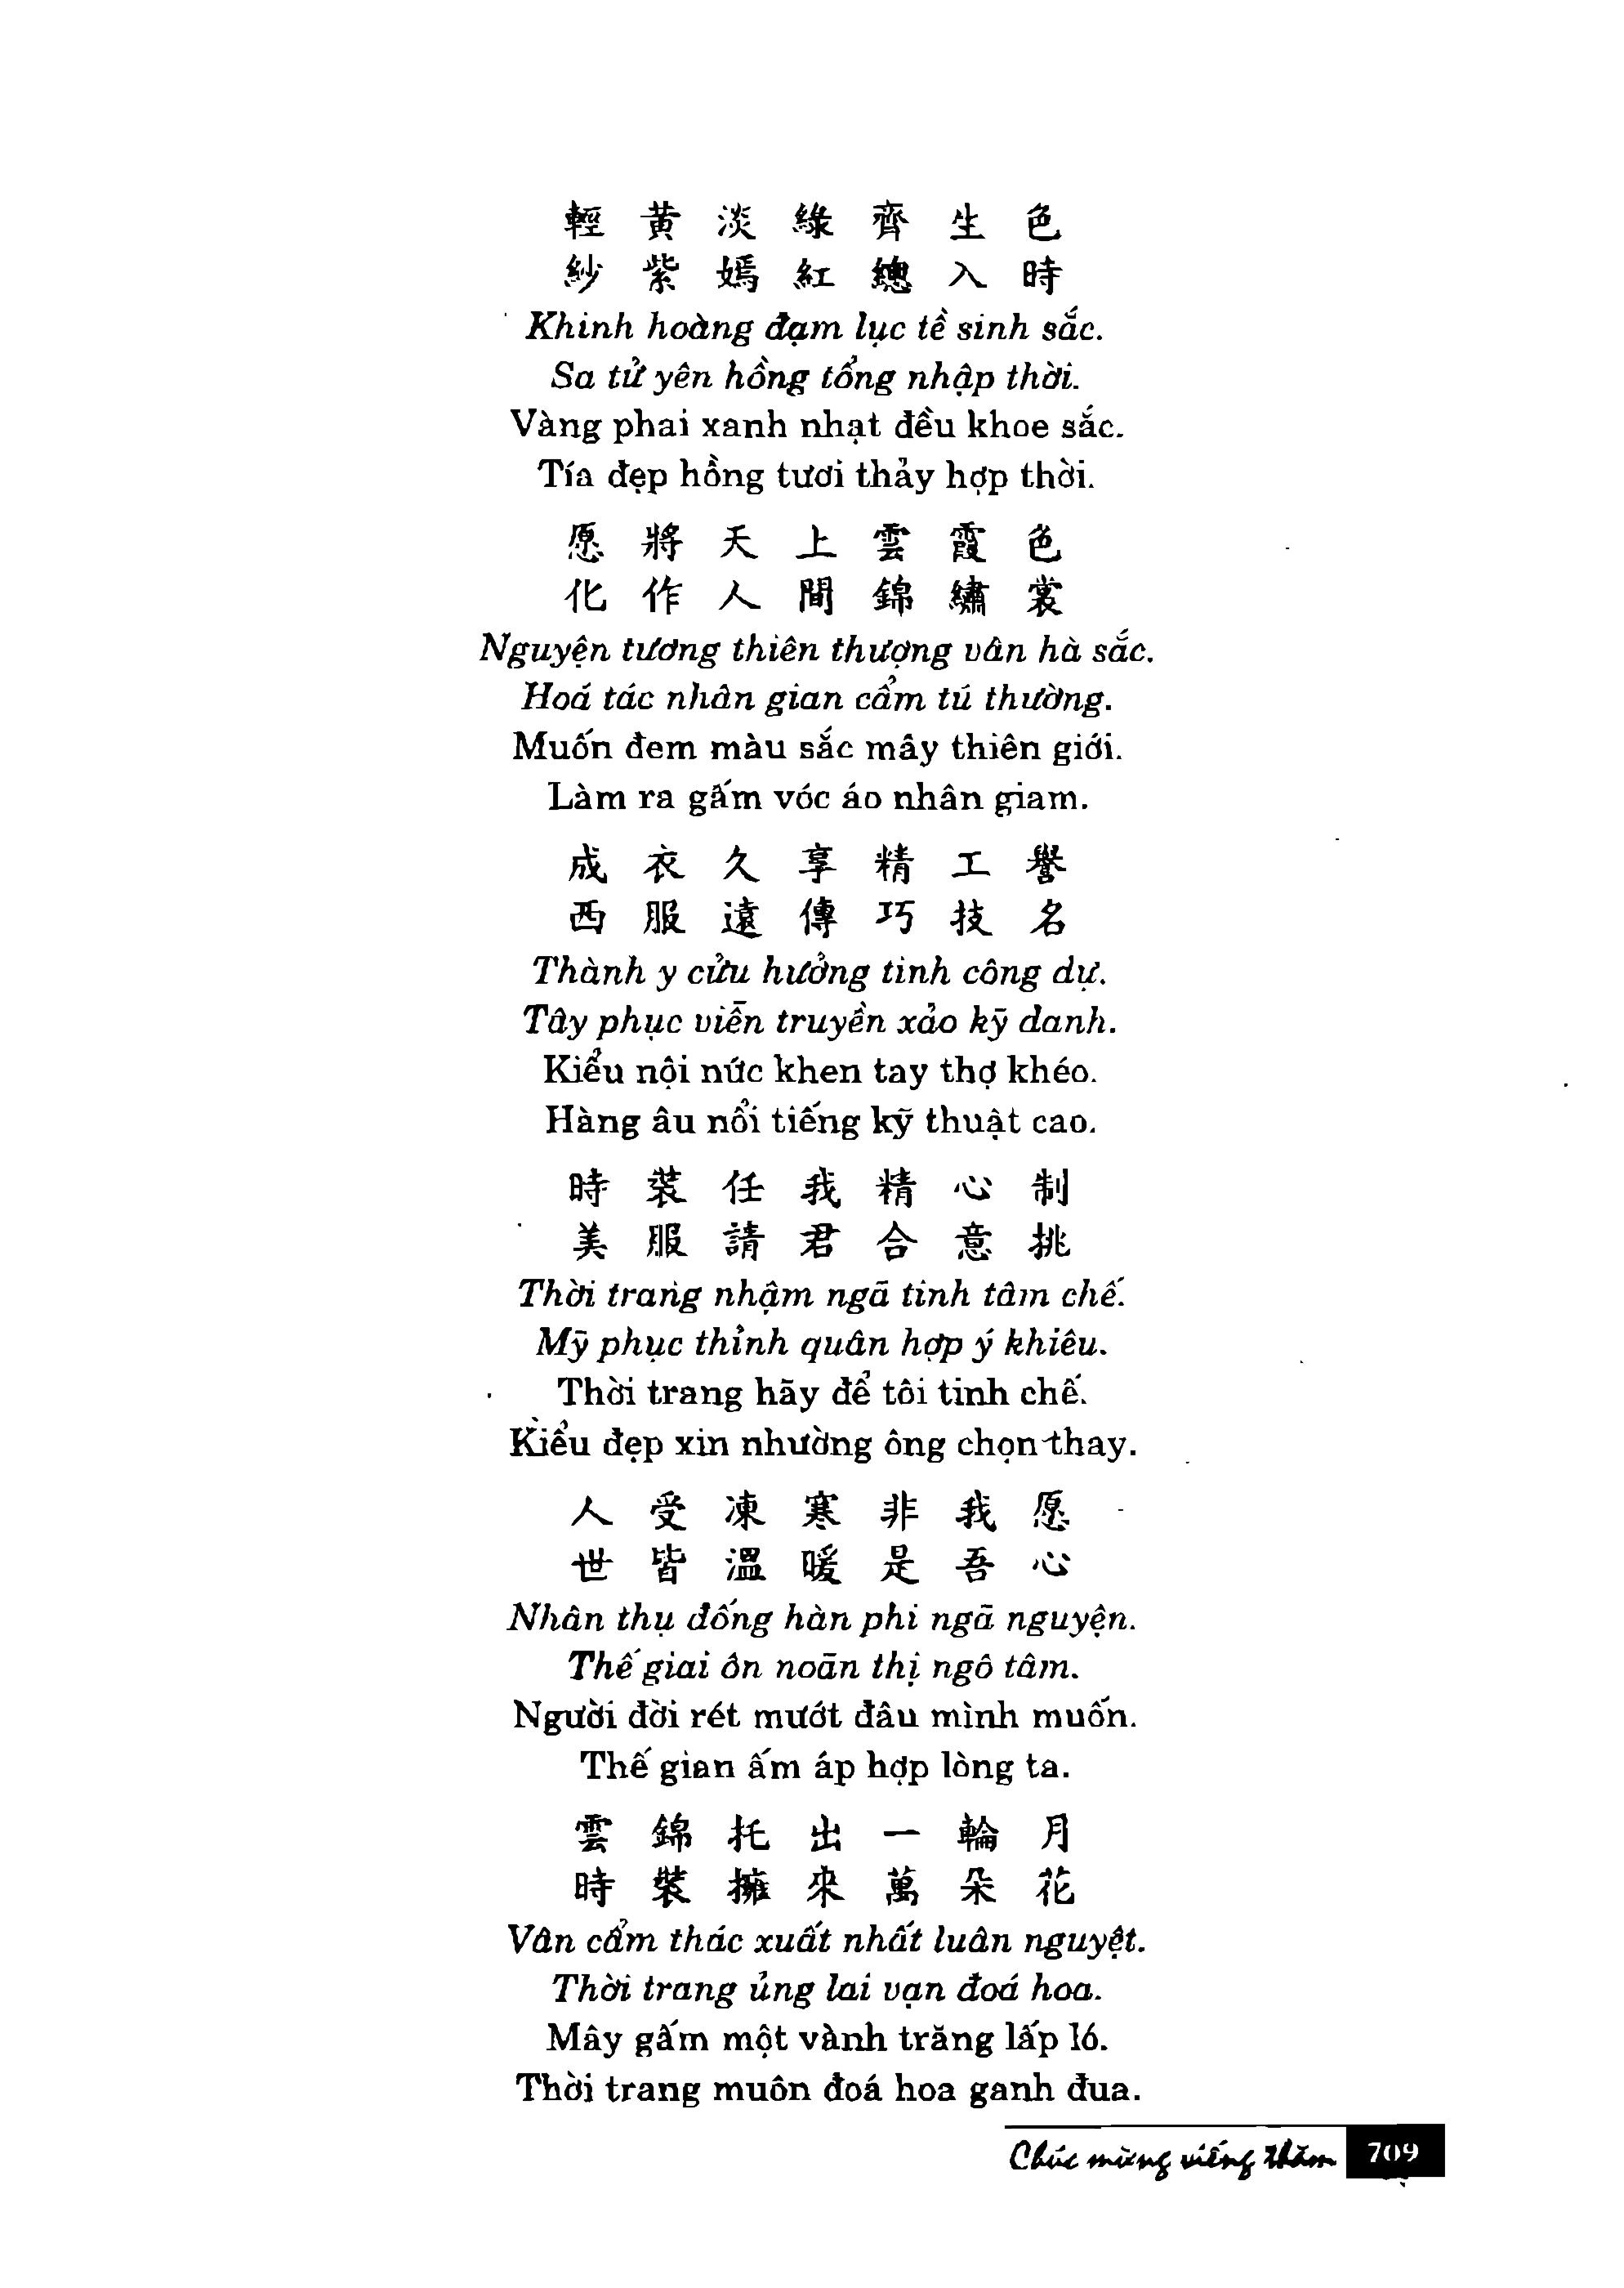 輕黃淡綠齊生色
紗紫嫣紅總入時
Khinh hoàng đạm lục tề sinh sắc.
Sa tử yên hồng tổng nhập thời.
Vàng phai xanh nhạt đều khoe sắc.
Tía đẹp hồng tươi thảy hợp thời.
愿將天上雲霞色
化作人間錦繡裳
Nguyện tương thiên thượng vân hà sắc.
Hoá tác nhân gian cẩm tú thường.
Muốn đem màu sắc mây thiên giới.
Làm ra gấm vóc áo nhân giam.
成衣久享精工譽
西服遠傳巧技名
Thành y cửu hưởng tinh công dự.
Tây phục viễn truyền xảo kỹ danh.
Kiểu nội nức khen tay thợ khéo.
Hàng âu nổi tiếng kỹ thuật cao.
時裝任我精心制
美服請君合意挑
Thời trang nhậm ngã tinh tâm chế.
Mỹ phục thỉnh quân hợp ý khiêu.
Thời trang hãy để tôi tinh chế.
Kiểu đẹp xin nhường ông chọn thay.
人受凍寒非我愿
世皆溫暖是吾心
Nhân thụ đống hàn phi ngã nguyện.
Thế giai ôn noãn thị ngô tâm.
Người đời rét mướt đâu mình muốn.
Thế gian ấm áp hợp lòng ta.
雲錦托出一輪月
時裝擁來萬朵花
Vân cẩm thác xuất nhất luân nguyệt.
Thời trang ủng lai vạn đoá hoa.
Mây gấm một vành trăng lấp ló.
Thời trang muôn đoá hoa ganh đua.
Chúc mừng viếng thăm 709